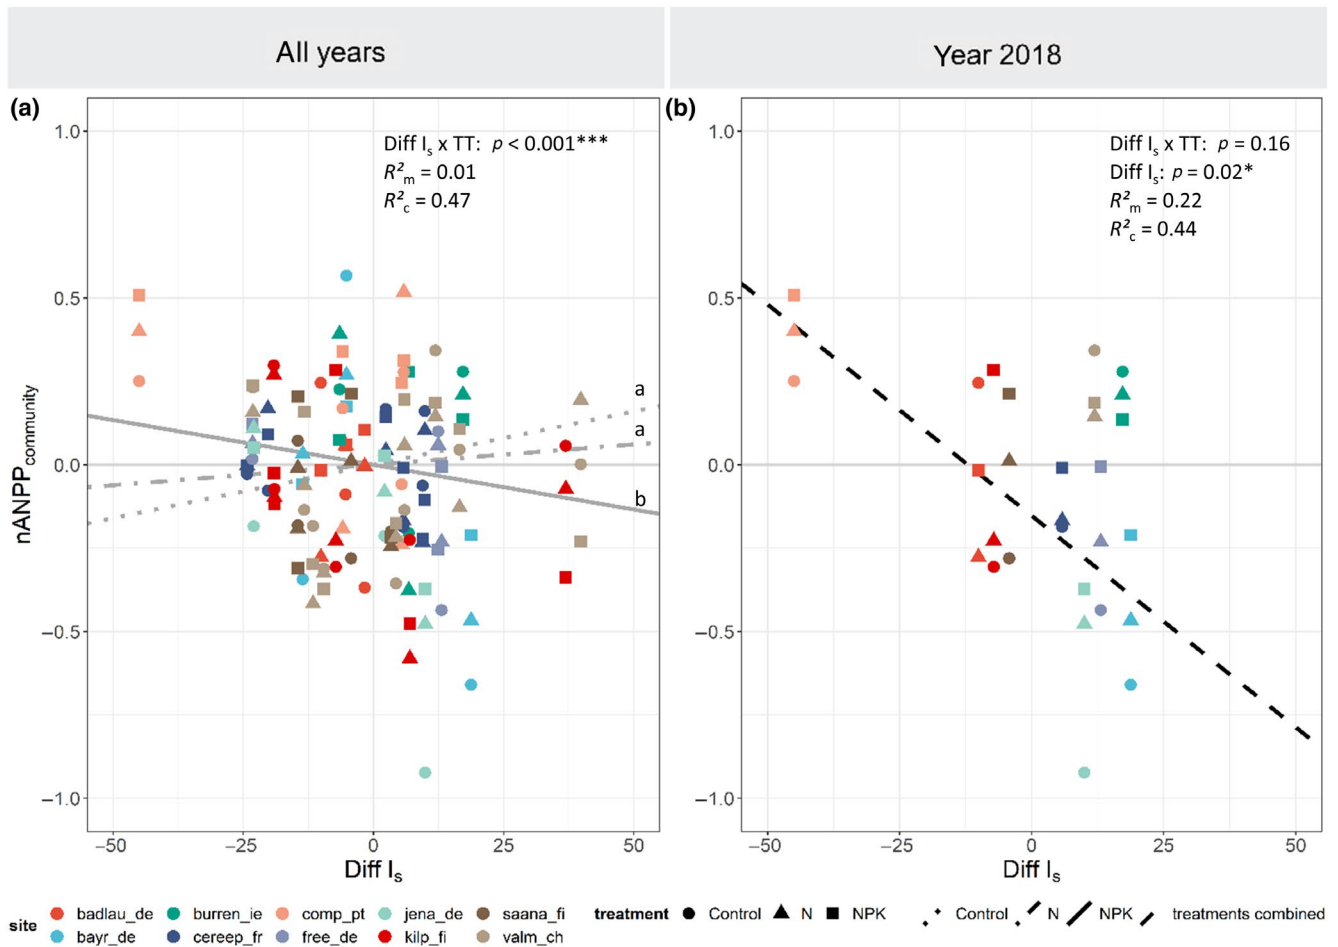 All years
Year 2018
(a)
(b)
Diff Is x TT: p < 0.001***
R²m = 0.01
R²c = 0.47
Diff Is x TT: p = 0.16
Diff Is: p = 0.02*
R²m = 0.22
R²c = 0.44
nANPPcommunity
1.0
0.5
0.0
−0.5
−1.0
a
a
b
1.0
0.5
0.0
−0.5
−1.0
−50 −25 0 25 50
−50 −25 0 25 50
Diff Is
Diff Is
site
badlau_de burren_ie comp_pt jena_de saana_fi
bayr_de cereep_fr free_de kilp_fi valm_ch
treatment Control N NPK
Control N NPK treatments combined